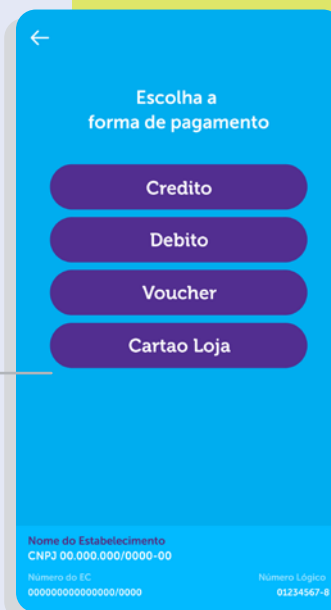 Escolha a
forma de pagamento
Credito
Debito
Voucher
Cartao Loja
Nome do Estabelecimento
CNPJ 00.000.000/0000-00
Número do EC Número Lógico
000000000000000/0000 01234567-8